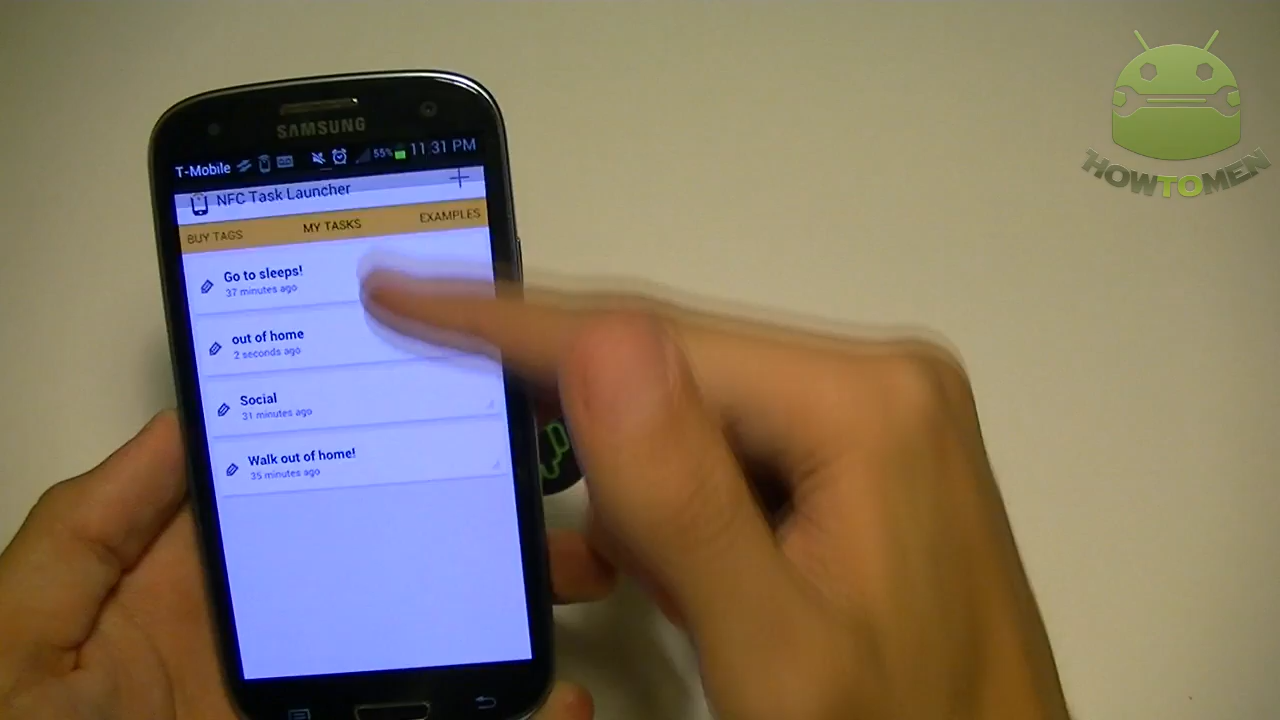 SAMSUNG
T-Mobile 55% 11:31 PM
NFC Task Launcher
BUY TAGS MY TASKS EXAMPLES
Go to sleeps!
37 minutes ago
out of home
2 seconds ago
Social
31 minutes ago
Walk out of home!
35 minutes ago
HOWTOMEN